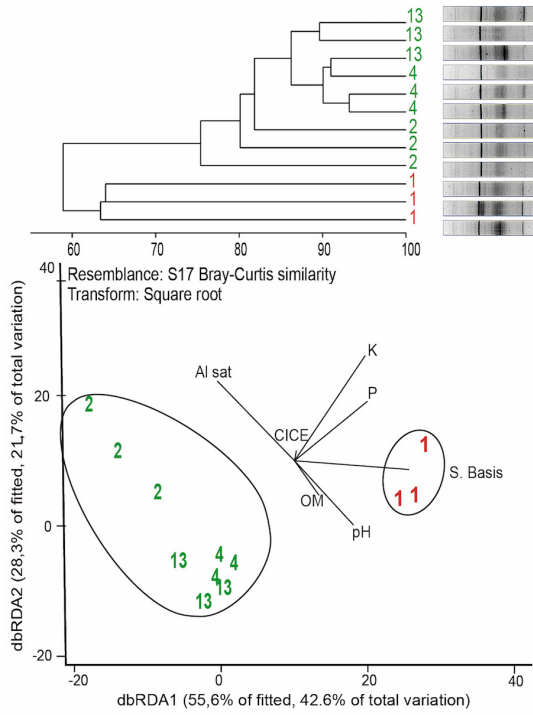 13
13
13
4
4
4
2
2
2
1
1
1
60 70 80 90 100
Resemblance: S17 Bray-Curtis similarity
Transform: Square root
40
20
0
-20
dbRDA2 (28,3% of fitted, 21,7% of total variation)
K
Al sat
P
2
CICE
1
2
S. Basis
2
1 1
OM
pH
4
13
4
4
13
13
-20 0 20 40
dbRDA1 (55,6% of fitted, 42.6% of total variation)